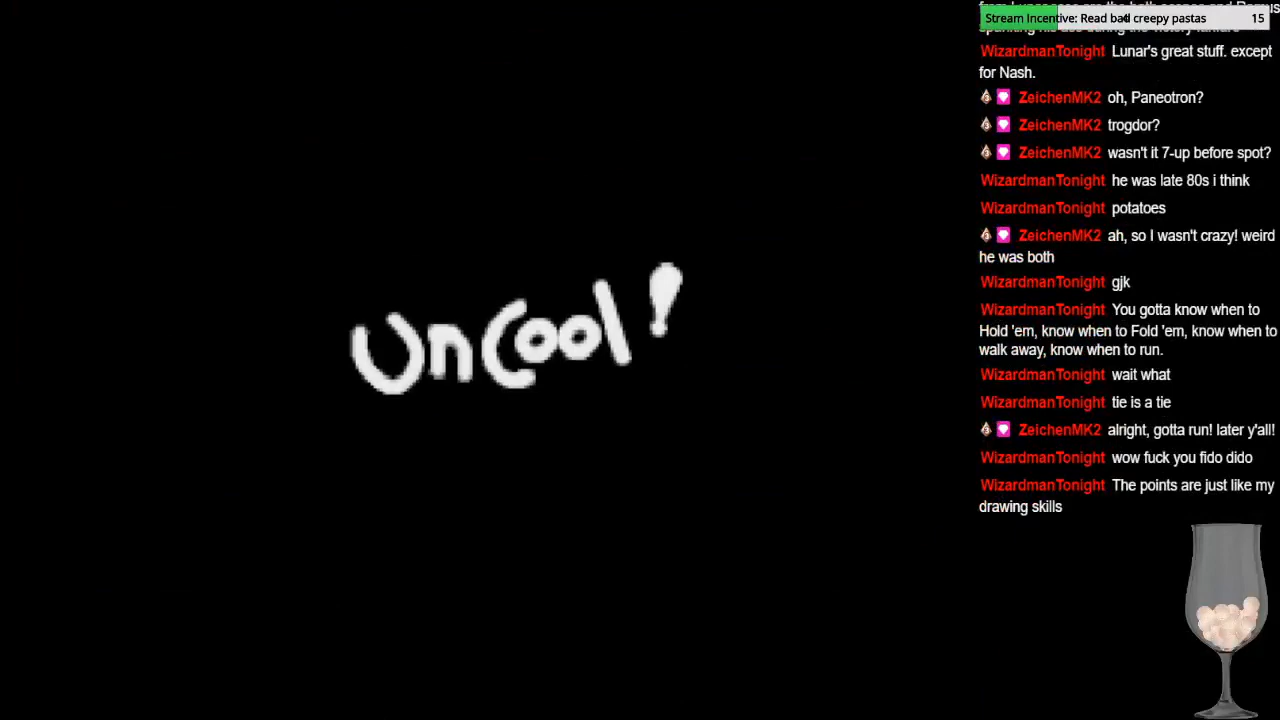 Stream Incentive: Read bad creepy pastas 15
WizardmanTonight Lunar's great stuff. except
for Nash.
ZeichenMK2 oh, Paneotron?
ZeichenMK2 trogdor?
ZeichenMK2 wasn't it 7-up before spot?
WizardmanTonight he was late 80s i think
WizardmanTonight potatoes
ZeichenMK2 ah, so I wasn't crazy! weird
he was both
WizardmanTonight gjk
WizardmanTonight You gotta know when to
Hold 'em, know when to Fold 'em, know when to
walk away, know when to run.
WizardmanTonight wait what
WizardmanTonight tie is a tie
ZeichenMK2 alright, gotta run! later y'all!
WizardmanTonight wow fuck you fido dido
WizardmanTonight The points are just like my
drawing skills
UnCool!